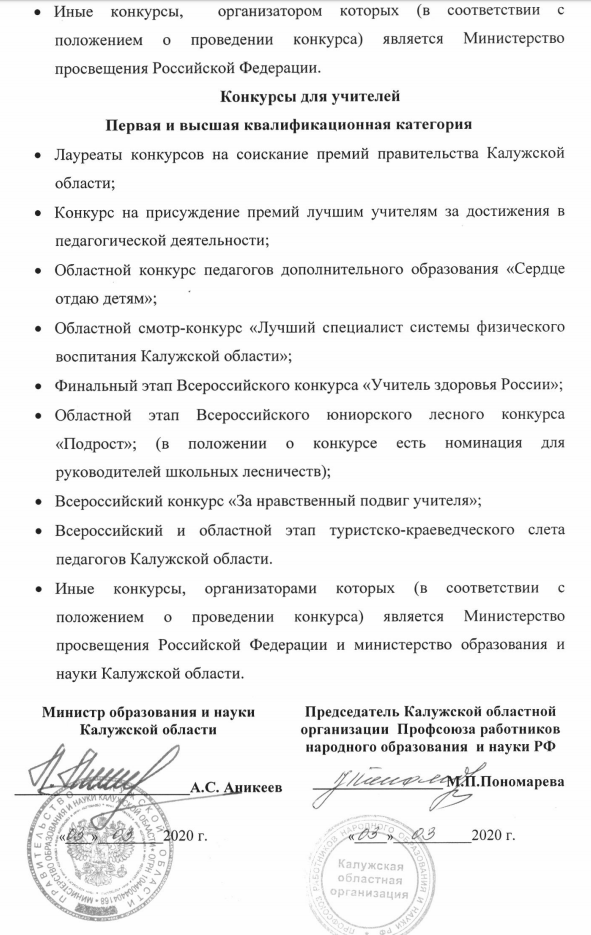 • Иные конкурсы, организатором которых (в соответствии с
положением о проведении конкурса) является Министерство
просвещения Российской Федерации.
Конкурсы для учителей
Первая и высшая квалификационная категория
• Лауреаты конкурсов на соискание премий правительства Калужской
области;
• Конкурс на присуждение премий лучшим учителям за достижения в
педагогической деятельности;
• Областной конкурс педагогов дополнительного образования «Сердце
отдаю детям»;
• Областной смотр-конкурс «Лучший специалист системы физического
воспитания Калужской области»;
• Финальный этап Всероссийского конкурса «Учитель здоровья России»;
• Областной этап Всероссийского юниорского лесного конкурса
«Подрост»; (в положении о конкурсе есть номинация для
руководителей школьных лесничеств);
• Всероссийский конкурс «За нравственный подвиг учителя»;
• Всероссийский и областной этап туристско-краеведческого слета
педагогов Калужской области.
• Иные конкурсы, организаторами которых (в соответствии с
положением о проведении конкурса) является Министерство
просвещения Российской Федерации и министерство образования и
науки Калужской области.
Министр образования и науки
Калужской области
А.С. Аникеев
«03» 03 2020 г.
Председатель Калужской областной
организации Профсоюза работников
народного образования и науки РФ
М.П.Пономарева
«03» 03 2020 г.
Калужская
областная
организация